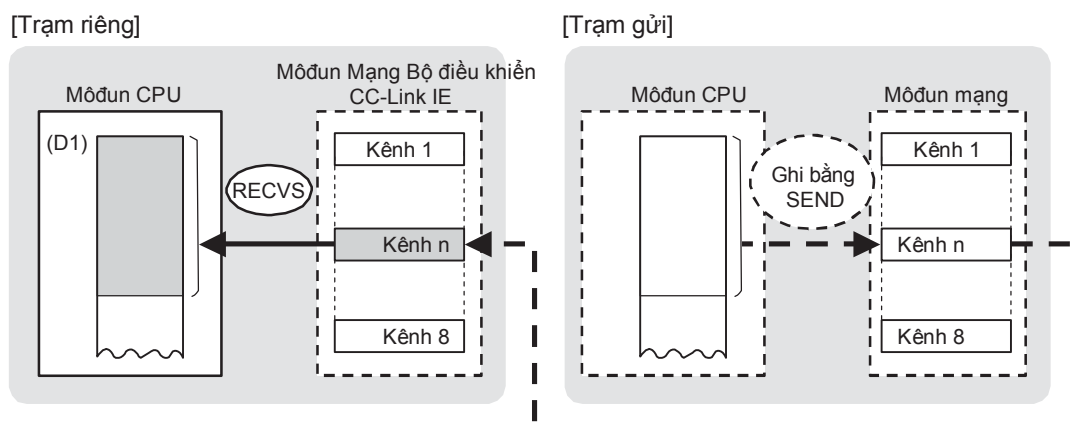 [Trạm riêng]
Môđun CPU
Môđun Mạng Bộ điều khiển
CC-Link IE
(D1)
RECVS
Kênh 1
Kênh n
Kênh 8
[Trạm gửi]
Môđun CPU
Môđun mạng
Ghi bằng
SEND
Kênh 1
Kênh n
Kênh 8